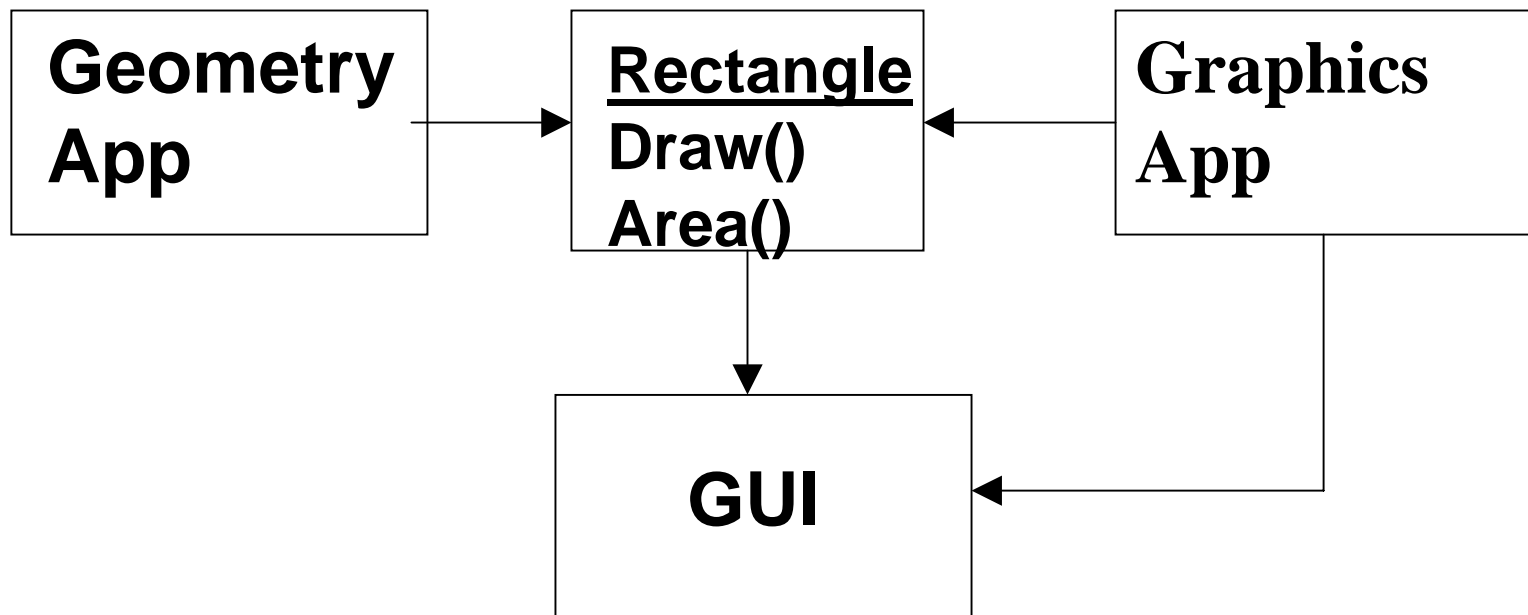 Geometry
App
Rectangle
Draw()
Area()
Graphics
App
GUI